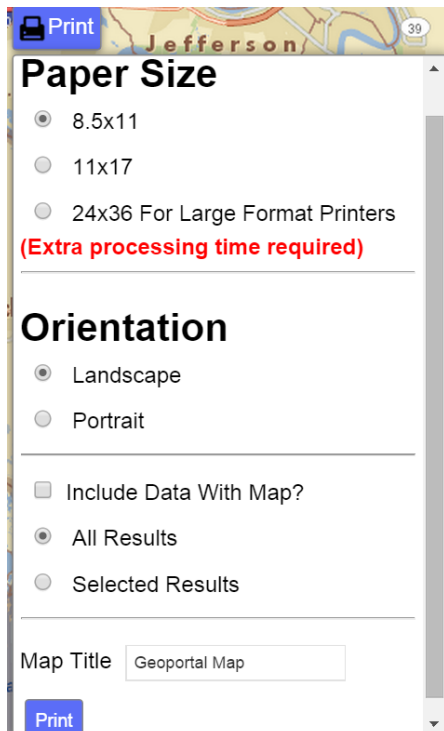 Print
Jefferson
39
Paper Size
8.5x11
11x17
24x36 For Large Format Printers
(Extra processing time required)
Orientation
Landscape
Portrait
Include Data With Map?
All Results
Selected Results
Map Title Geoportal Map
Print